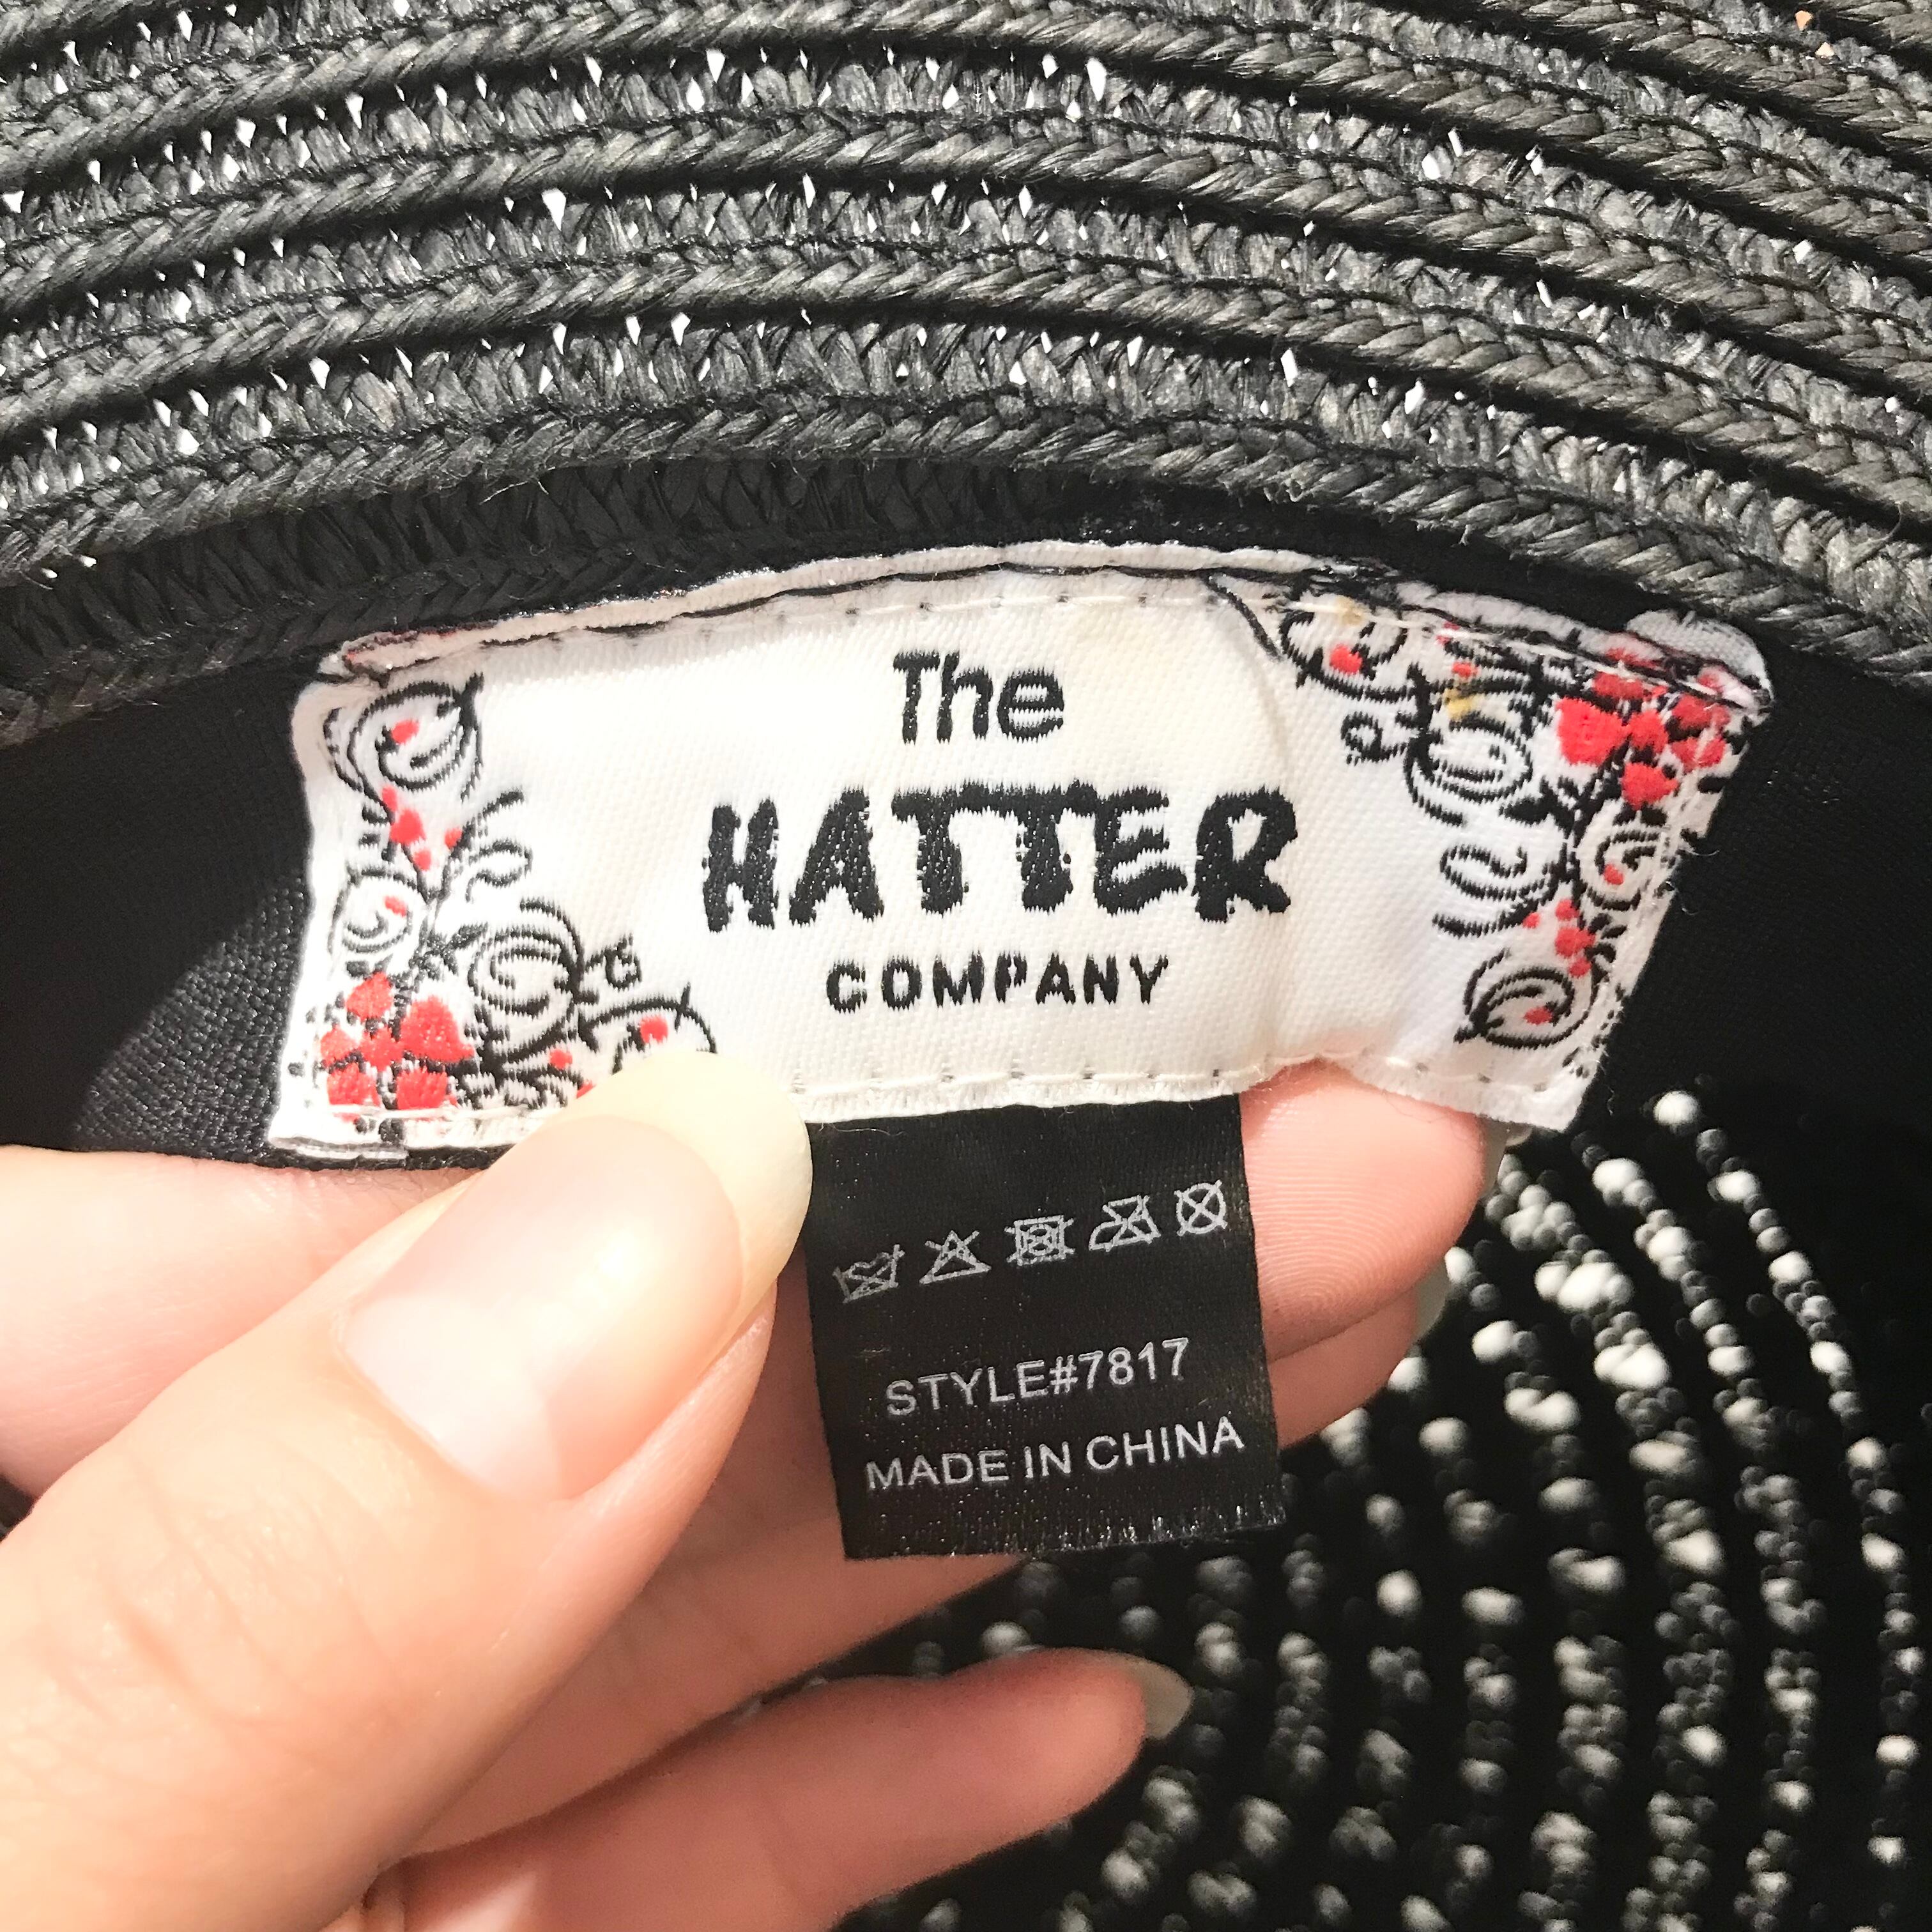 The
HATTER
COMPANY
STYLE#7817
MADE IN CHINA